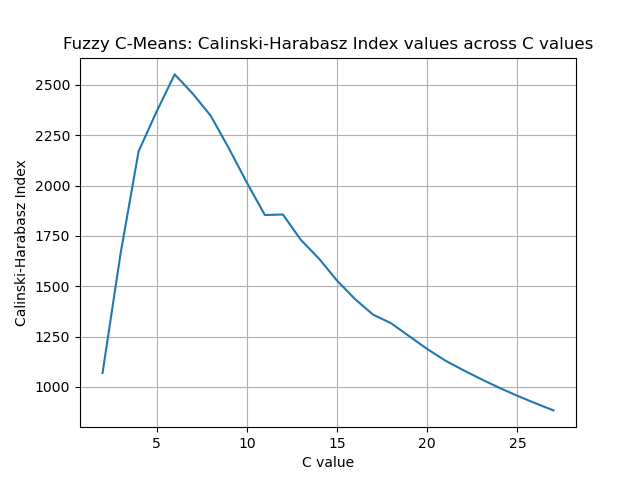 Fuzzy C-Means: Calinski-Harabasz Index values across C values
2500
2250
2000
1750
1500
1250
1000
Calinski-Harabasz Index
5 10 15 20 25
C value